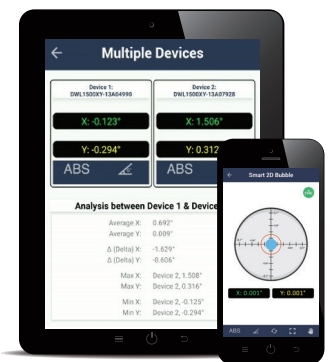 Multiple Devices
Device 1:
DWL1500XY-13A04990
Device 2:
DWL1500XY-13A07928
X: -0.123°
X: 1.506°
Y: -0.294°
Y: 0.312
ABS
ABS
Analysis between Device 1 & Device
Average X: 0.692°
Average Y: 0.009°
Δ (Delta) X: -1.629°
Δ (Delta) Y: -0.606°
Max X: Device 2, 1.508°
Max Y: Device 2, 0.316°
Min X: Device 2, -0.125°
Min Y: Device 2, -0.294°
Smart 2D Bubble
X: 0.001°
Y: 0.001°
ABS